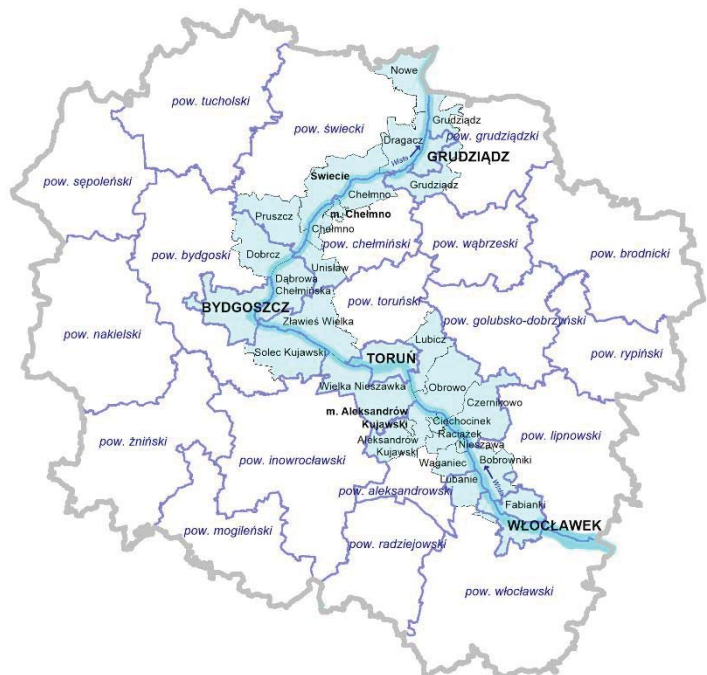 Nowe
pow. tucholski
Grudziądz
pow. świecki
Dragacz
pow. grudziądzki
Wisła
GRUDZIĄDZ
Świecie
pow. sępoleński
Grudziądz
Chełmno
m. Chełmno
Pruszcz
Chełmno
pow. chełmiński
pow. wąbrzeski
pow. brodnicki
pow. bydgoski
Dobrcz
Unisław
Dąbrowa
Chełmińska
pow. toruński
BYDGOSZCZ
Zławieś Wielka
pow. golubsko-dobrzyński
pow. nakielski
Lubicz
Solec Kujawski
TORUŃ
pow. rypiński
Wielka Nieszawka
Obrowo
Czernikowo
m. Aleksandrów
Kujawski
Ciechocinek
Raciążek
pow. lipnowski
pow. żniński
Aleksandrów
Kujawski
Nieszawa
pow. inowrocławski
Waganiec
Bobrowniki
Lubanie
Wisła
pow. aleksandrowski
Fabianki
pow. mogileński
WŁOCŁAWEK
pow. radziejowski
pow. włocławski